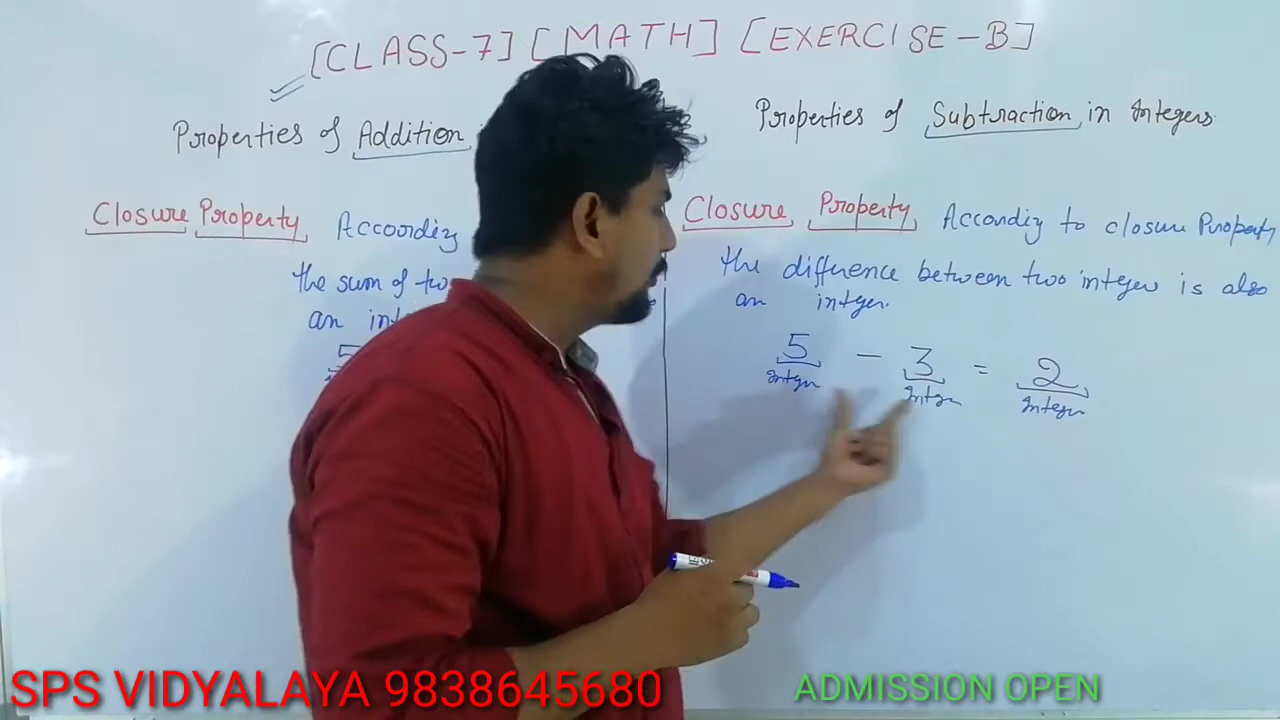 [CLASS-7] [MATH] [EXERCISE-B]
Properties of Addition
Closure Property According
the sum of two
an
5
Properties of Subtraction in Integers
Closure Property According to closure Property
the difference between two integer is also
an integer.
5 - 3 = 2
Integer Integer Integer
SPS VIDYALAYA 9838645680
ADMISSION OPEN